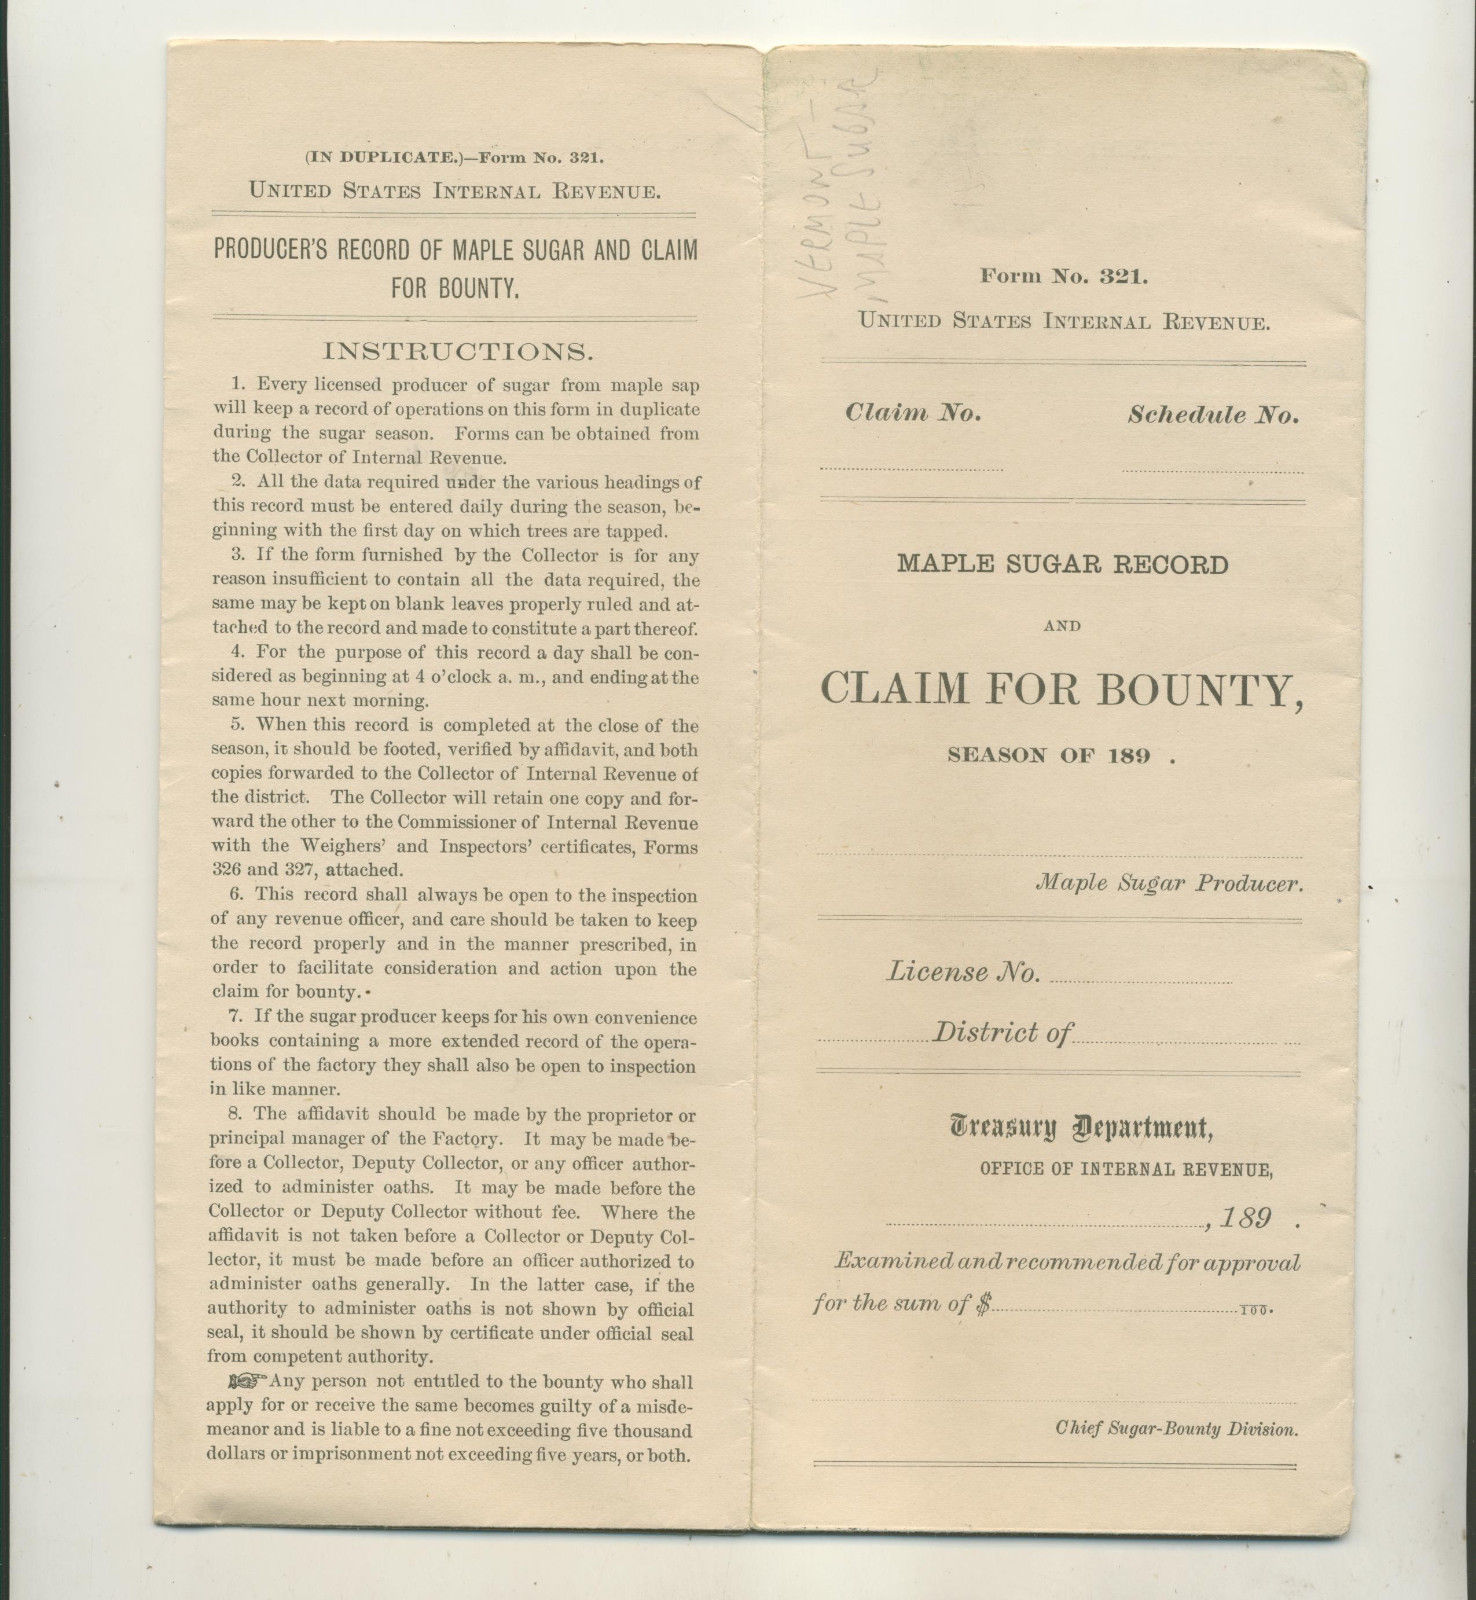 (IN DUPLICATE.)—Form No. 321.
UNITED STATES INTERNAL REVENUE.
PRODUCER'S RECORD OF MAPLE SUGAR AND CLAIM
FOR BOUNTY.
INSTRUCTIONS.
1. Every licensed producer of sugar from maple sap
will keep a record of operations on this form in duplicate
during the sugar season. Forms can be obtained from
the Collector of Internal Revenue.
2. All the data required under the various headings of
this record must be entered daily during the season, be-
ginning with the first day on which trees are tapped.
3. If the form furnished by the Collector is for any
reason insufficient to contain all the data required, the
same may be kept on blank leaves properly ruled and at-
tached to the record and made to constitute a part thereof.
4. For the purpose of this record a day shall be con-
sidered as beginning at 4 o'clock a. m., and ending at the
same hour next morning.
5. When this record is completed at the close of the
season, it should be footed, verified by affidavit, and both
copies forwarded to the Collector of Internal Revenue of
the district. The Collector will retain one copy and for-
ward the other to the Commissioner of Internal Revenue
with the Weighers' and Inspectors' certificates, Forms
326 and 327, attached.
6. This record shall always be open to the inspection
of any revenue officer, and care should be taken to keep
the record properly and in the manner prescribed, in
order to facilitate consideration and action upon the
claim for bounty.
7. If the sugar producer keeps for his own convenience
books containing a more extended record of the opera-
tions of the factory they shall also be open to inspection
in like manner.
8. The affidavit should be made by the proprietor or
principal manager of the Factory. It may be made be-
fore a Collector, Deputy Collector, or any officer author-
ized to administer oaths. It may be made before the
Collector or Deputy Collector without fee. Where the
affidavit is not taken before a Collector or Deputy Col-
lector, it must be made before an officer authorized to
administer oaths generally. In the latter case, if the
authority to administer oaths is not shown by official
seal, it should be shown by certificate under official seal
from competent authority.
☞ Any person not entitled to the bounty who shall
apply for or receive the same becomes guilty of a misde-
meanor and is liable to a fine not exceeding five thousand
dollars or imprisonment not exceeding five years, or both.
VERMONT—
MAPLE SUGAR
Form No. 321.
UNITED STATES INTERNAL REVENUE.
Claim No. Schedule No.
MAPLE SUGAR RECORD
AND
CLAIM FOR BOUNTY,
SEASON OF 189 .
Maple Sugar Producer.
License No.
District of
Treasury Department,
OFFICE OF INTERNAL REVENUE,
, 189 .
Examined and recommended for approval
for the sum of $ 100.
Chief Sugar-Bounty Division.